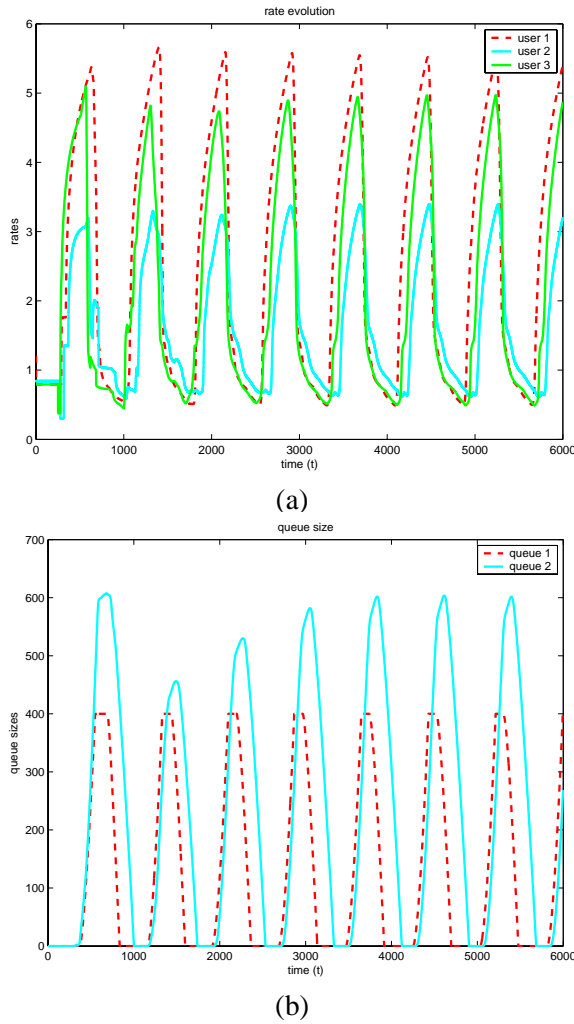 rate evolution
6
5
4
3
2
1
0
rates
user 1
user 2
user 3
0 1000 2000 3000 4000 5000 6000
time (t)
(a)
queue size
700
600
500
400
300
200
100
0
queue sizes
queue 1
queue 2
0 1000 2000 3000 4000 5000 6000
time (t)
(b)